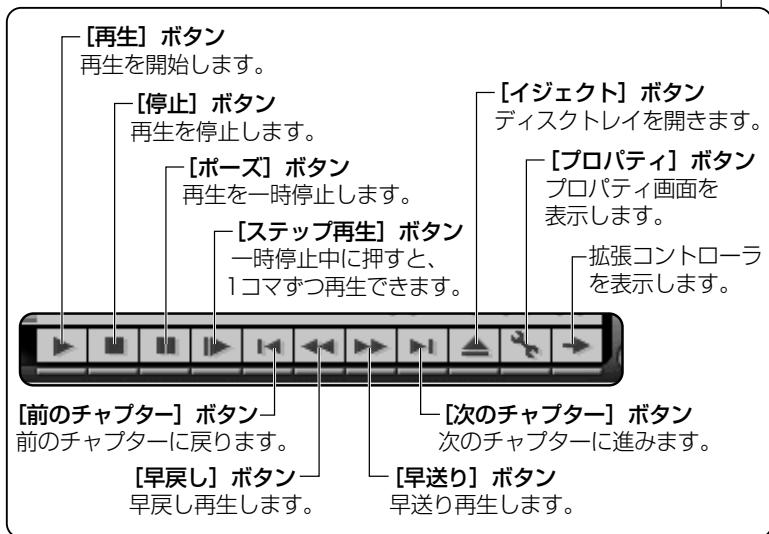 ［再生］ボタン
再生を開始します。
［停止］ボタン
再生を停止します。
［ポーズ］ボタン
再生を一時停止します。
［ステップ再生］ボタン
一時停止中に押すと、
1コマずつ再生できます。
［イジェクト］ボタン
ディスクトレイを開きます。
［プロパティ］ボタン
プロパティ画面を
表示します。
拡張コントローラ
を表示します。
［前のチャプター］ボタン
前のチャプターに戻ります。
［次のチャプター］ボタン
次のチャプターに進みます。
［早戻し］ボタン
早戻し再生します。
［早送り］ボタン
早送り再生します。